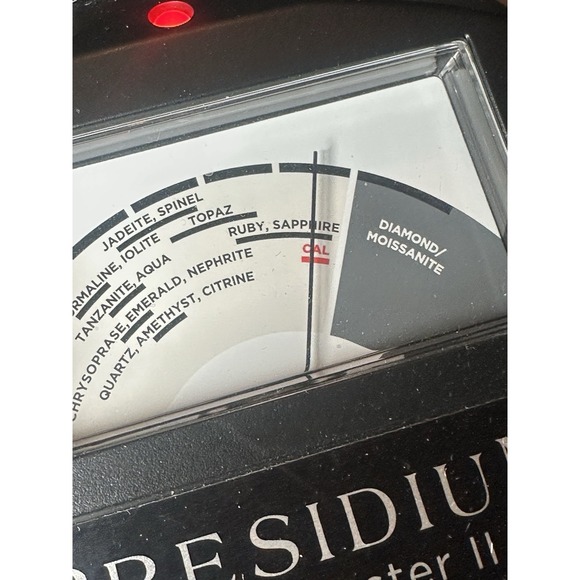 JADEITE, SPINEL
TOPAZ
RMALINE, IOLITE
RUBY, SAPPHIRE
DIAMOND/
MOISSANITE
TANZANITE, AQUA
CAL
CHRYSOPRASE, EMERALD, NEPHRITE
QUARTZ, AMETHYST, CITRINE
PRESIDIU
ster II